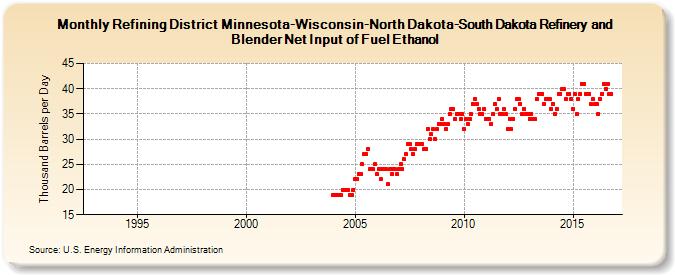 Monthly Refining District Minnesota-Wisconsin-North Dakota-South Dakota Refinery and
Blender Net Input of Fuel Ethanol
Thousand Barrels per Day
45
40
35
30
25
20
15
1995 2000 2005 2010 2015
Source: U.S. Energy Information Administration